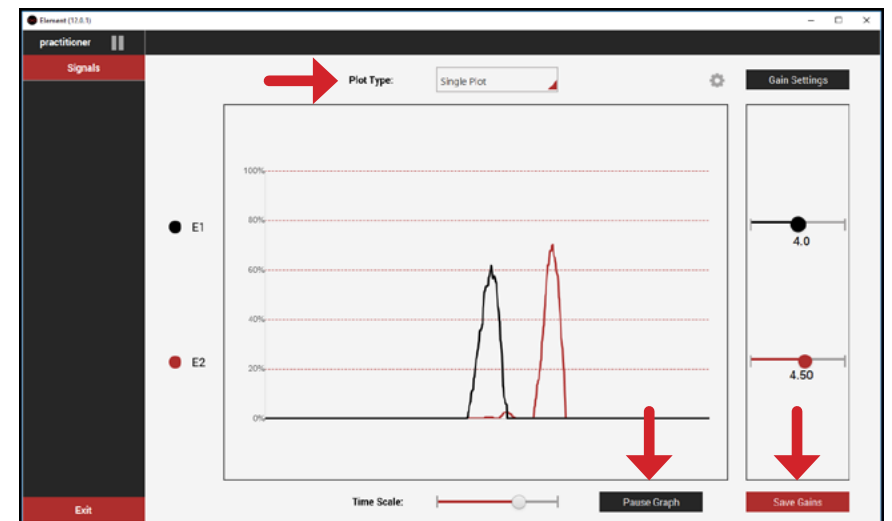 Element (12.0.1)
practitioner
Signals
Plot Type: Single Plot
Gain Settings
100%
80%
60%
40%
20%
0%
E1
E2
4.0
4.50
Time Scale:
Pause Graph
Save Gains
Exit